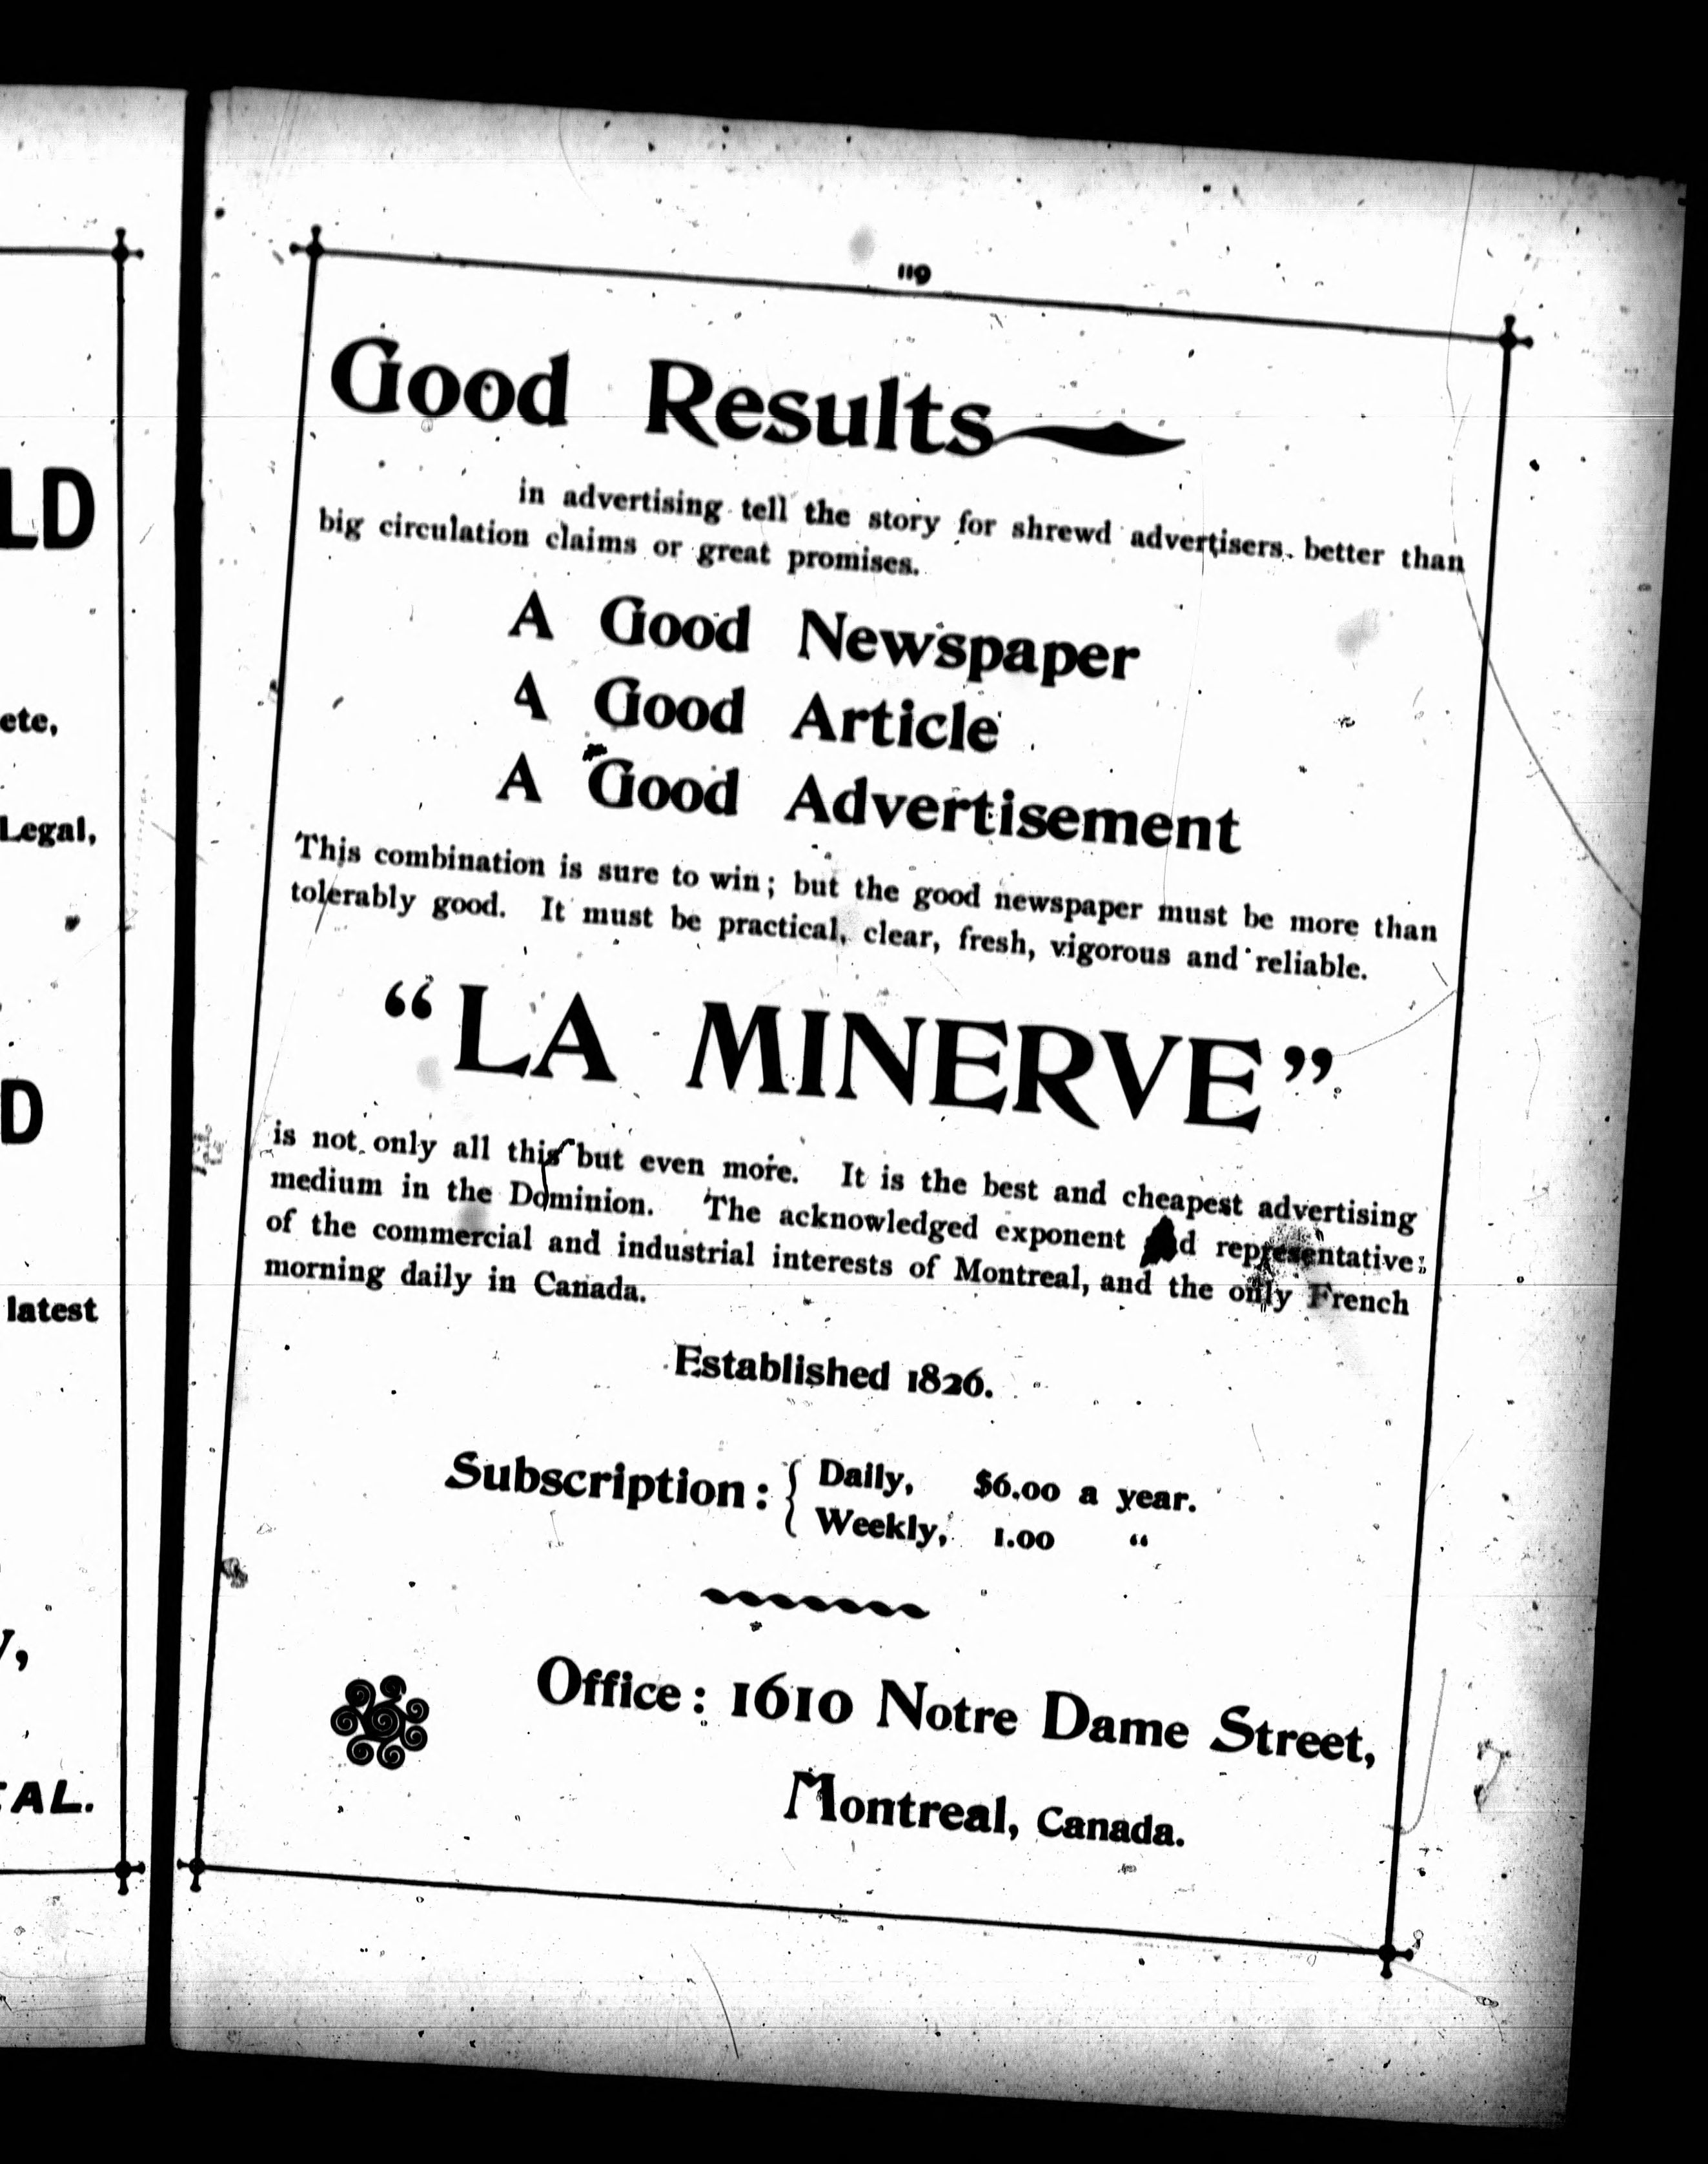 LD
ete,
Legal,
D
latest
y,
TAL.
119
Good Results
in advertising tell the story for shrewd advertisers better than
big circulation claims or great promises.
A Good Newspaper
A Good Article
A Good Advertisement
This combination is sure to win; but the good newspaper must be more than
tolerably good. It must be practical, clear, fresh, vigorous and reliable.
“LA MINERVE”
is not only all this but even more. It is the best and cheapest advertising
medium in the Dominion. The acknowledged exponent and representative
of the commercial and industrial interests of Montreal, and the only French
morning daily in Canada.
Established 1826.
Subscription: { Daily, $6.00 a year.
Weekly, 1.00 “
Office: 1610 Notre Dame Street,
Montreal, Canada.